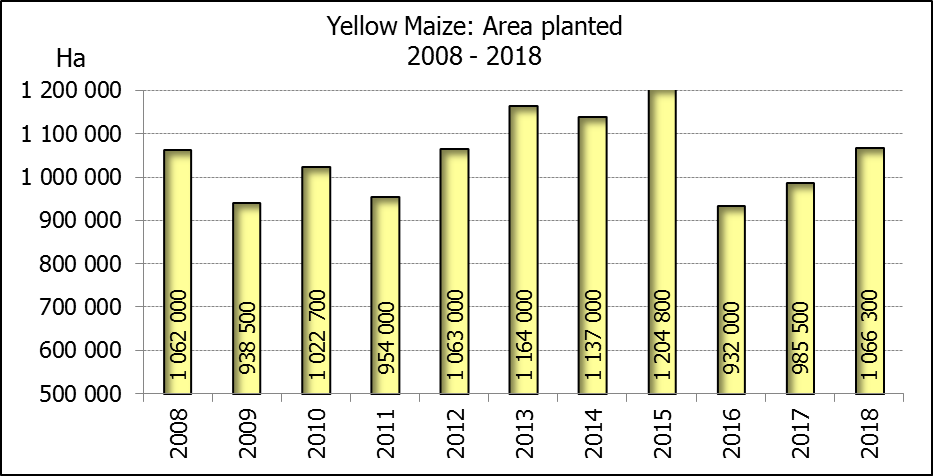 Yellow Maize: Area planted
2008 - 2018
Ha
1 200 000
1 100 000
1 000 000
900 000
800 000
700 000
600 000
500 000
1 062 000
938 500
1 022 700
954 000
1 063 000
1 164 000
1 137 000
1 204 800
932 000
985 500
1 066 300
2008
2009
2010
2011
2012
2013
2014
2015
2016
2017
2018